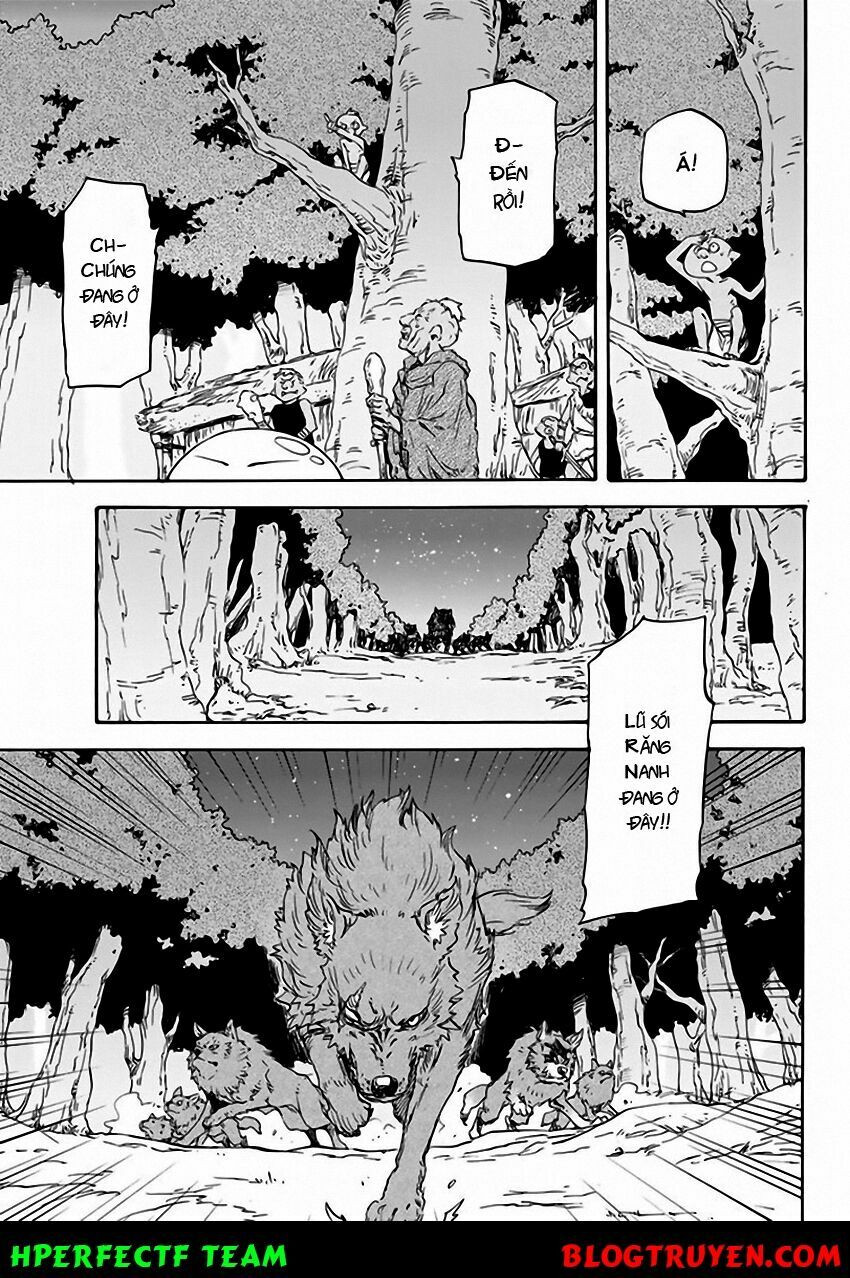 Á!
Đ-
ĐẾN
RỒI!
CH-
CHÚNG
ĐANG Ở
ĐÂY!
LŨ SÓI
RĂNG
NANH
ĐANG Ở
ĐÂY!!
HPERFECTF TEAM
BLOGTRUYEN.COM